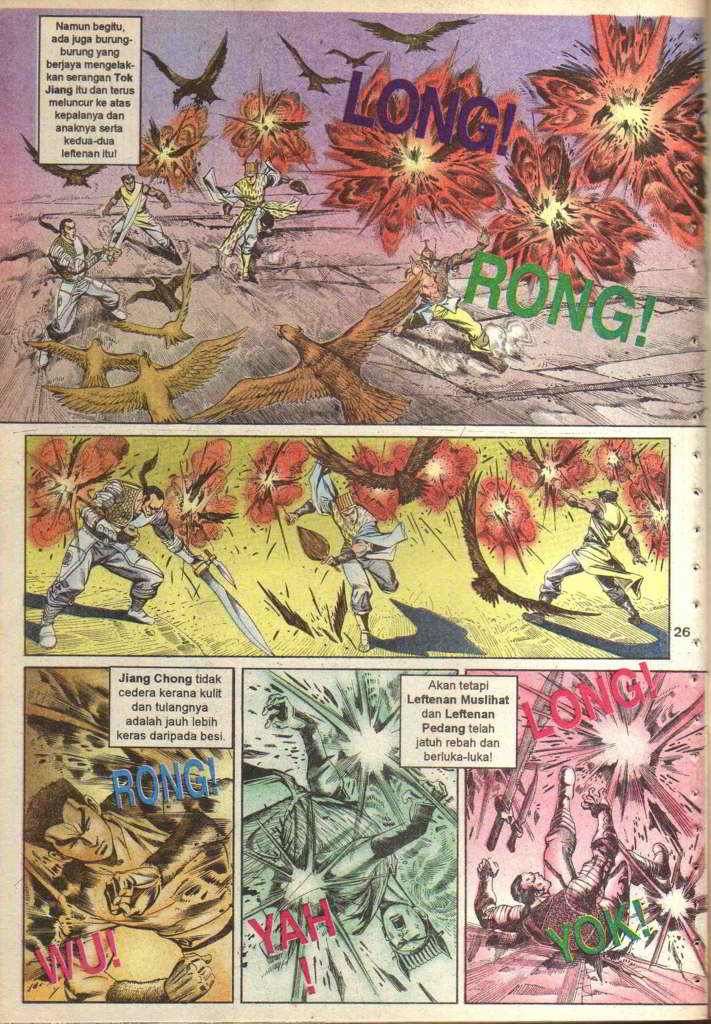 Namun begitu,
ada juga burung-
burung yang
berjaya mengelak-
kan serangan Tok
Jiang itu dan terus
meluncur ke atas
kepalanya dan
anaknya serta
kedua-dua
leftenan itu!
LONG!
RONG!
26
Jiang Chong tidak
cedera kerana kulit
dan tulangnya
adalah jauh lebih
keras daripada besi.
RONG!
WU!
YAH
!
Akan tetapi
Leftenan Muslihat
dan Leftenan
Pedang telah
jatuh rebah dan
berluka-luka!
LONG!
YOK!